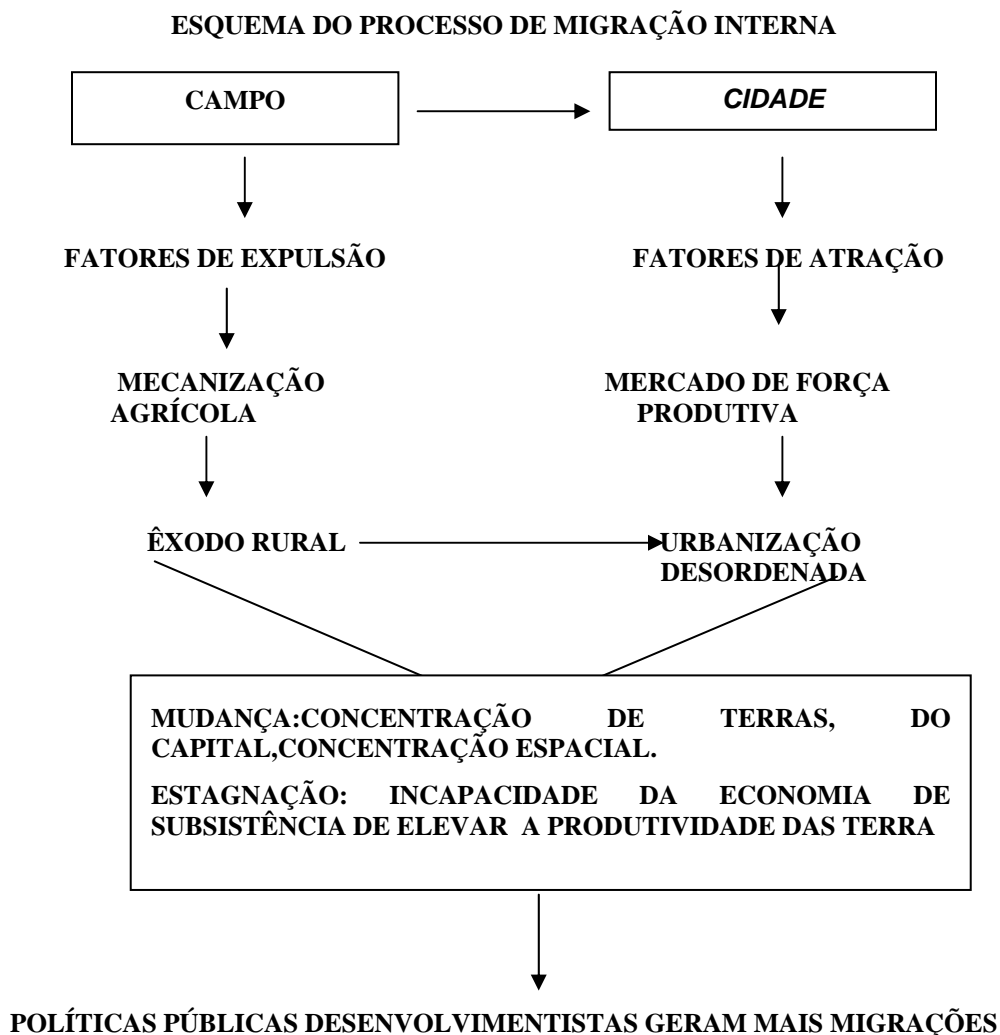 ESQUEMA DO PROCESSO DE MIGRAÇÃO INTERNA
CAMPO
CIDADE
FATORES DE EXPULSÃO
FATORES DE ATRAÇÃO
MECANIZAÇÃO
AGRÍCOLA
MERCADO DE FORÇA
PRODUTIVA
ÊXODO RURAL
URBANIZAÇÃO
DESORDENADA
MUDANÇA:CONCENTRAÇÃO DE TERRAS, DO
CAPITAL,CONCENTRAÇÃO ESPACIAL.
ESTAGNAÇÃO: INCAPACIDADE DA ECONOMIA DE
SUBSISTÊNCIA DE ELEVAR A PRODUTIVIDADE DAS TERRA
POLÍTICAS PÚBLICAS DESENVOLVIMENTISTAS GERAM MAIS MIGRAÇÕES